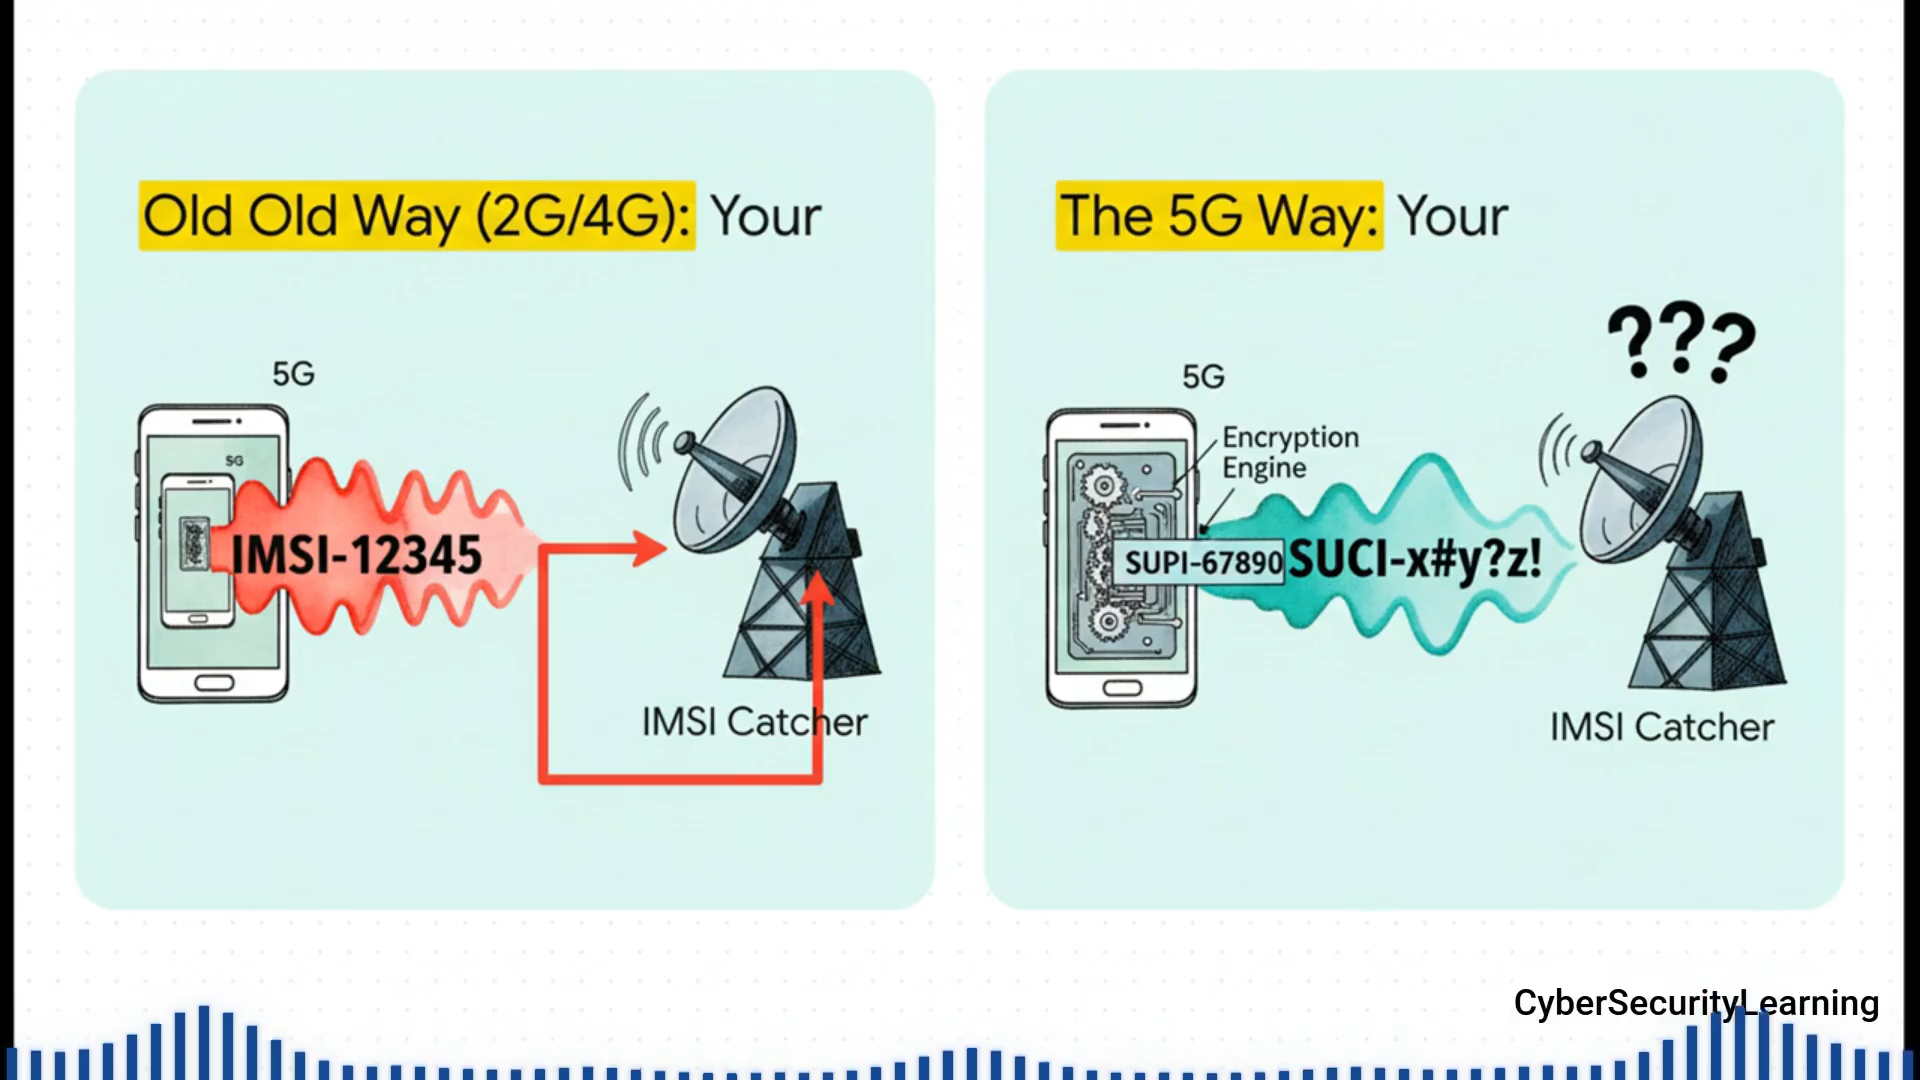 Old Old Way (2G/4G): Your
5G
5G
IMSI-12345
IMSI Catcher
The 5G Way: Your
???
5G
Encryption
Engine
SUPI-67890
SUCI-x#y?z!
IMSI Catcher
CyberSecurityLearning